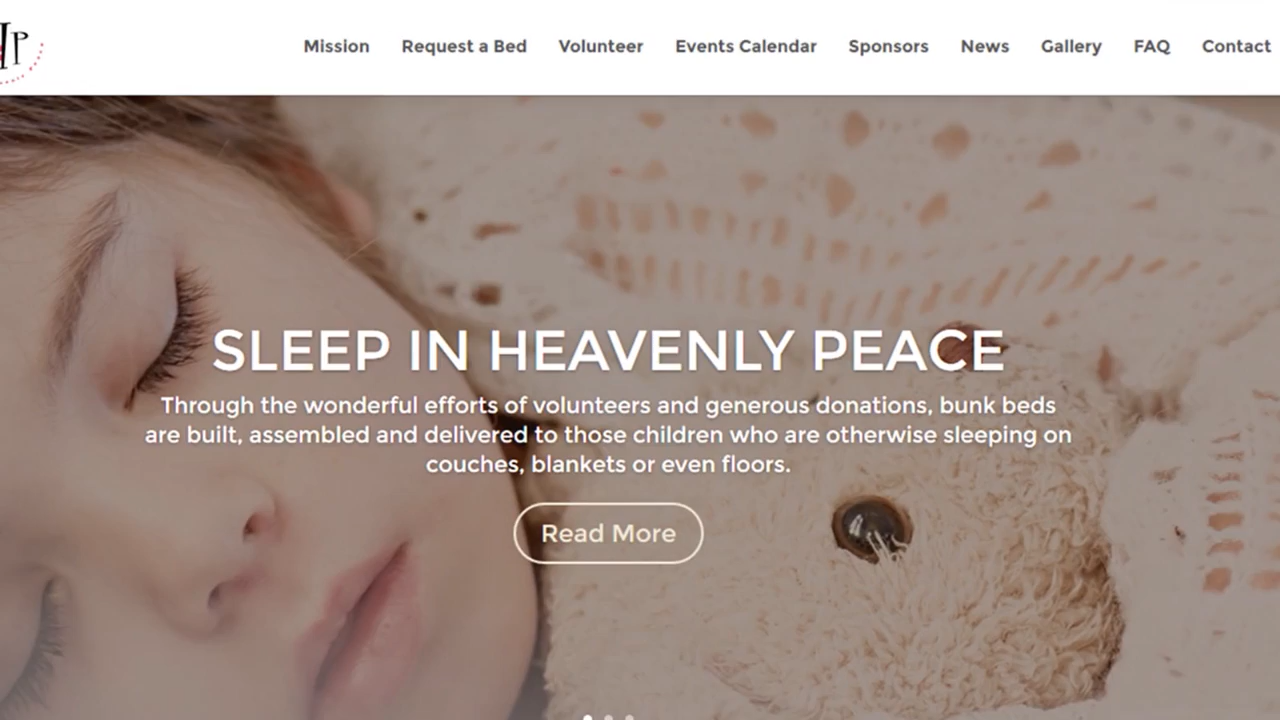 Mission Request a Bed Volunteer Events Calendar Sponsors News Gallery FAQ Contact
SLEEP IN HEAVENLY PEACE
Through the wonderful efforts of volunteers and generous donations, bunk beds
are built, assembled and delivered to those children who are otherwise sleeping on
couches, blankets or even floors.
Read More